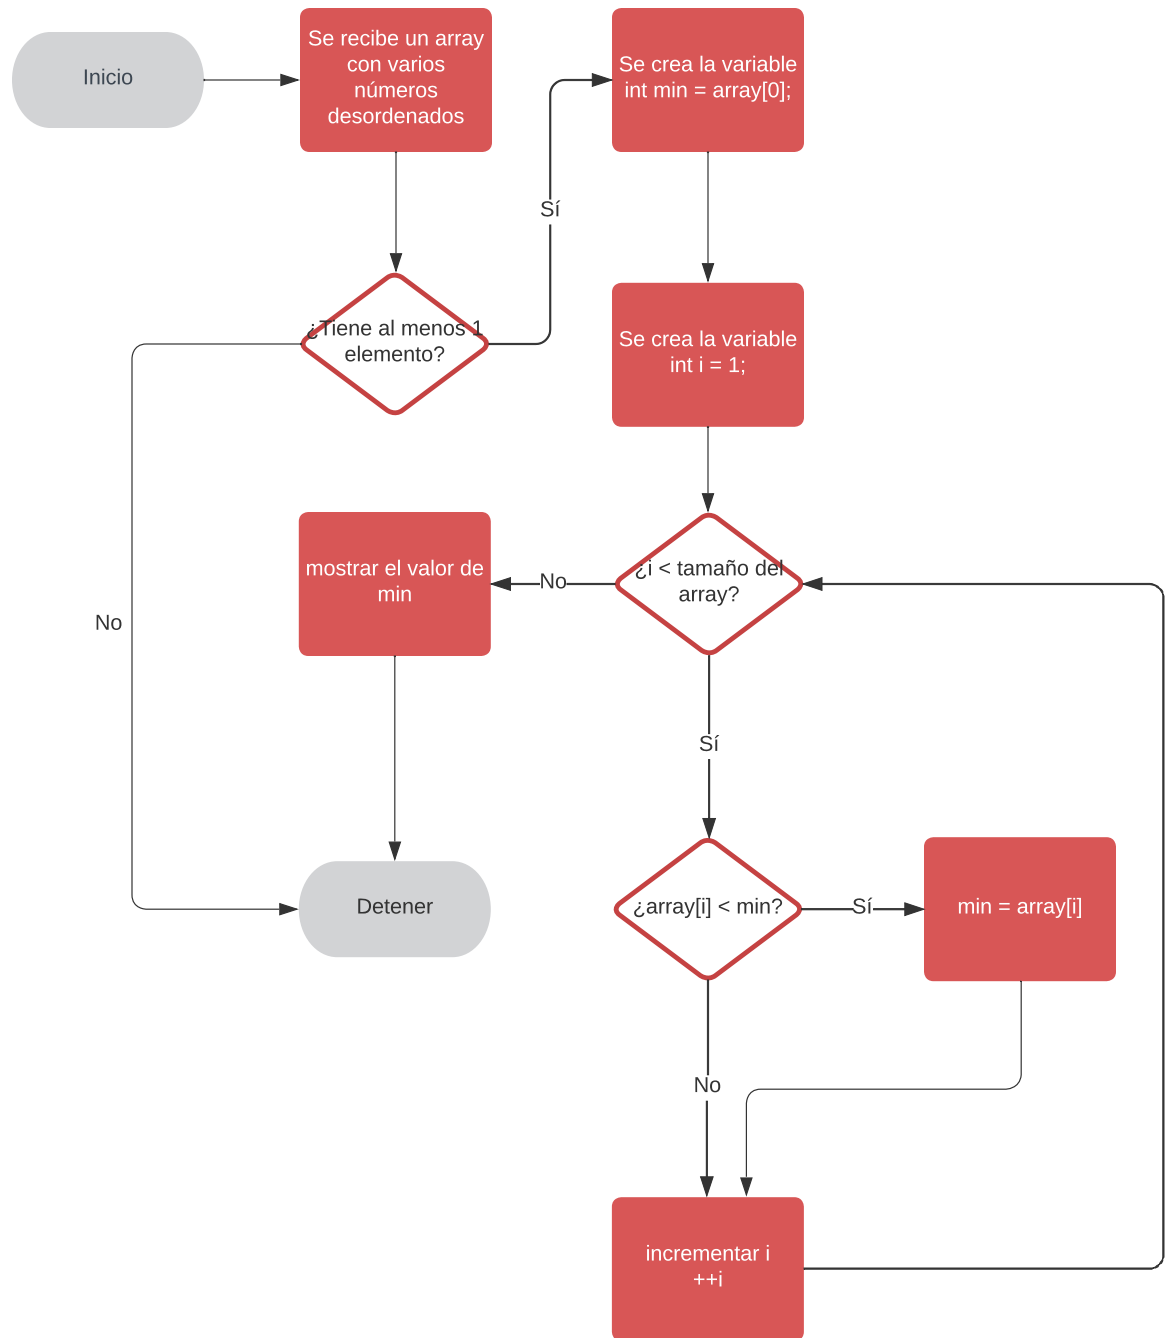 Inicio
Se recibe un array
con varios
números
desordenados
Se crea la variable
int min = array[0];
Sí
¿Tiene al menos 1
elemento?
Se crea la variable
int i = 1;
mostrar el valor de
min
No
¿i < tamaño del
array?
No
Sí
Detener
¿array[i] < min?
Sí
min = array[i]
No
incrementar i
++i